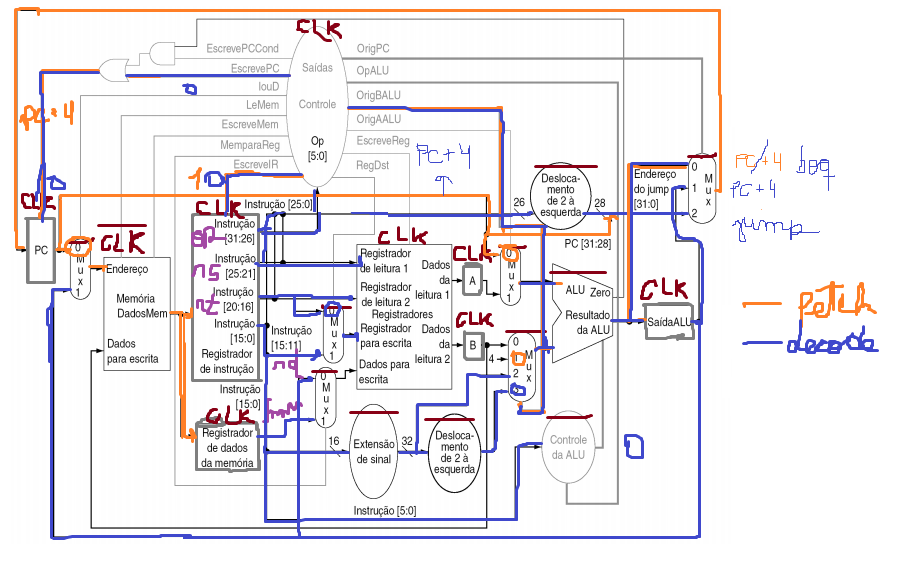 CLK
EscrevePCCond
EscrevePC
IouD
LeMem
EscreveMem
MemparaReg
EscreveIR
Saídas
Controle
Op
[5:0]
OrigPC
OpALU
OrigBALU
OrigAALU
EscreveReg
RegDst
0
PC=4
0
1 0
PC+4
CLK
PC
0
M
u
x
1
CLK
Endereço
Memória
DadosMem
Dados
para escrita
Instrução [25:0]
CLK
Instrução
[31:26]
op
Instrução
[25:21]
rs
Instrução
[20:16]
rt
Instrução
[15:0]
Registrador
de instrução
Instrução
[15:11]
rd
Instrução
[15:0]
imm
CLK
Registrador
de dados
da memória
0
M
u
x
1
0
M
u
x
1
CLK
Registrador
de leitura 1
Registrador
de leitura 2
Registradores
Registrador
para escrita
Dados para
escrita
Dados
da
leitura 1
Dados
da
leitura 2
CLK
A
CLK
B
4
0
M
u
x
1
0
1 M
u
2 x
3
26
Desloca-
mento
de 2 à
esquerda
28
Endereço
do jump
[31:0]
PC [31:28]
0
M
1 u
x
2
ALU Zero
Resultado
da ALU
CLK
SaídaALU
16
Extensão
de sinal
32
Desloca-
mento
de 2 à
esquerda
Controle
da ALU
0
Instrução [5:0]
PC+4 beq
PC+4
jump
fetch
decode